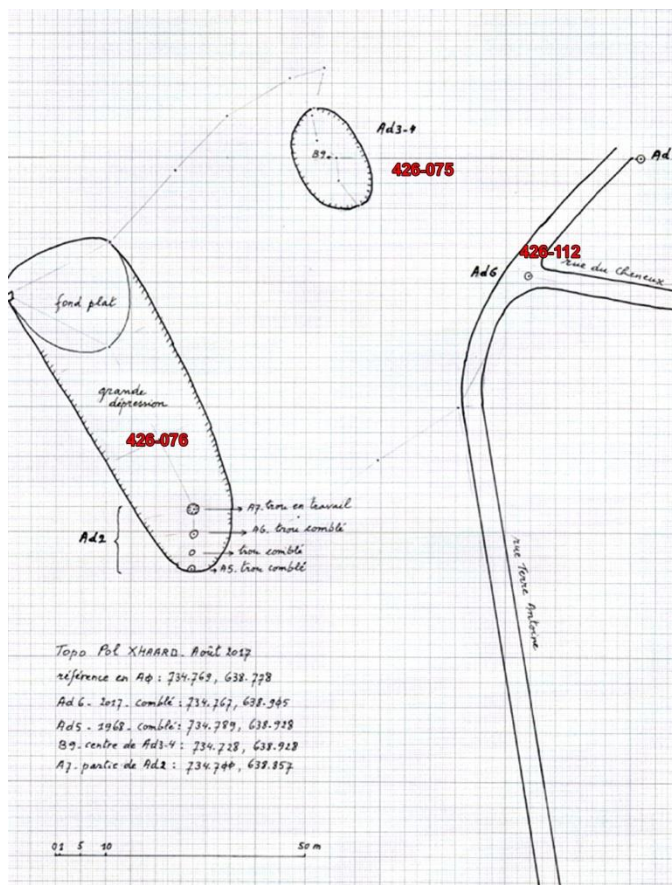 Ad3-4
B9
426-075
Ad
426-112
rue du Cheneux
Ad6
fond plat
grande
dépression
426-076
A7. trou en travail
Ad2
A6. trou comblé
trou comblé
A5. trou comblé
rue Terre Antoine
Topo Pol XHAARD. Août 2017
référence en Aφ : 734.769, 638.778
Ad6 - 2017 - comblé : 734.767, 638.945
Ad5 - 1968 - comblé : 734.789, 638.928
B9 - centre de Ad3-4 : 734.728, 638.928
A7. partie de Ad2 : 734.700, 638.857
01 5 10 50 m